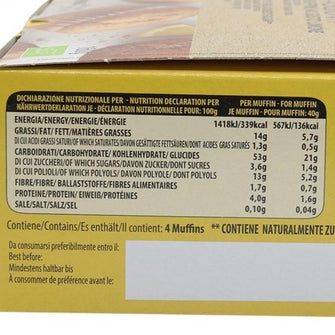 DICHIARAZIONE NUTRIZIONALE PER - NUTRITION DECLARATION PER - PER MUFFIN - FOR MUFFIN
NÄHRWERTDEKLARATION JE - DÉCLARATION NUTRITIONNELLE POUR: 100g JE MUFFIN - POUR MUFFIN: 40g
ENERGIA/ENERGY/ENERGIE/ÉNERGIE 1418kJ/339kcal 567kJ/136kcal
GRASSI/FAT/FETT/MATIÈRES GRASSES 14g 5,7g
DI CUI ACIDI GRASSI SATURI/OF WHICH SATURATES/DAVON GESÄTTIGTE FETTSÄUREN/DONT ACIDES GRAS SATURÉS 1,3g 0,5g
CARBOIDRATI/CARBOHYDRATE/KOHLENHYDRATE/ GLUCIDES 53g 21g
DI CUI ZUCCHERI/OF WHICH SUGARS/DAVON ZUCKER/DONT SUCRES 3,6g 1,4g
DI CUI POLIOLI/OF WHICH POLYOLS/DAVON POLYOLE/DONT POLYOLS 13g 5,2g
FIBRE/FIBRE/BALLASTSTOFFE/FIBRES ALIMENTAIRES 1,7g 0,7g
PROTEINE/PROTEIN/EIWEIß/PROTÉINES 4,0g 1,6g
SALE/SALT/SALZ/SEL 0,10g 0,04g
Contiene/Contains/Es enthält/Il contient: 4 Muffins ** CONTIENE NATURALMENTE ZU
Da consumarsi preferibilmente entro il:
Best before:
Mindestens haltbar bis
À consommer de préférence avant le: